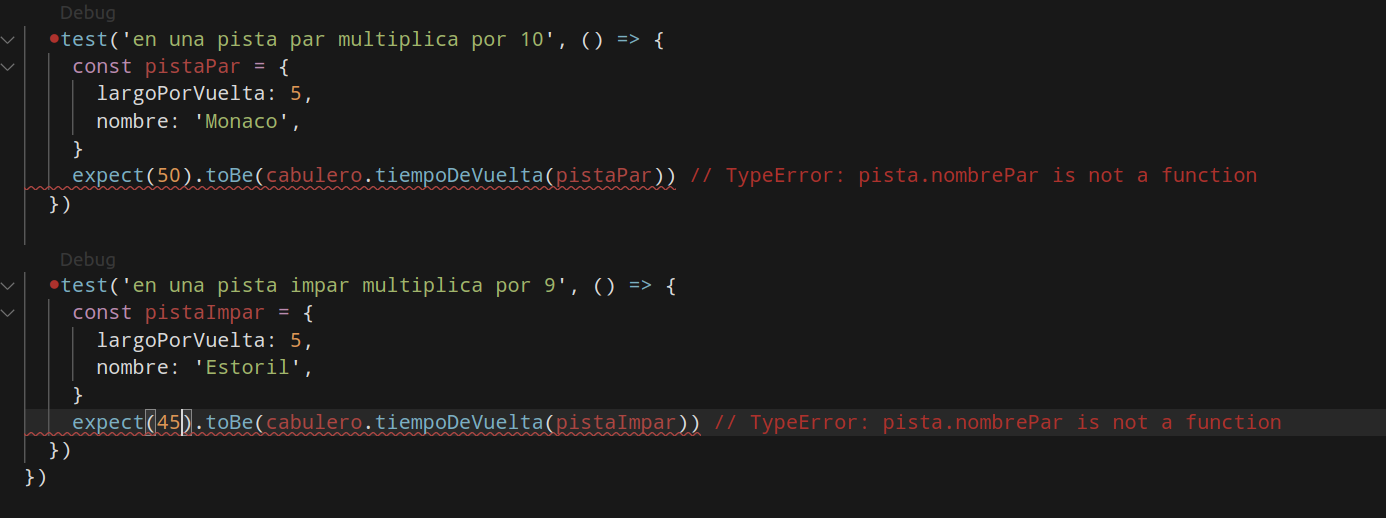 Debug
test('en una pista par multiplica por 10', () => {
const pistaPar = {
largoPorVuelta: 5,
nombre: 'Monaco',
}
expect(50).toBe(cabulero.tiempoDeVuelta(pistaPar)) // TypeError: pista.nombrePar is not a function
})
Debug
test('en una pista impar multiplica por 9', () => {
const pistaImpar = {
largoPorVuelta: 5,
nombre: 'Estoril',
}
expect(45).toBe(cabulero.tiempoDeVuelta(pistaImpar)) // TypeError: pista.nombrePar is not a function
})
})